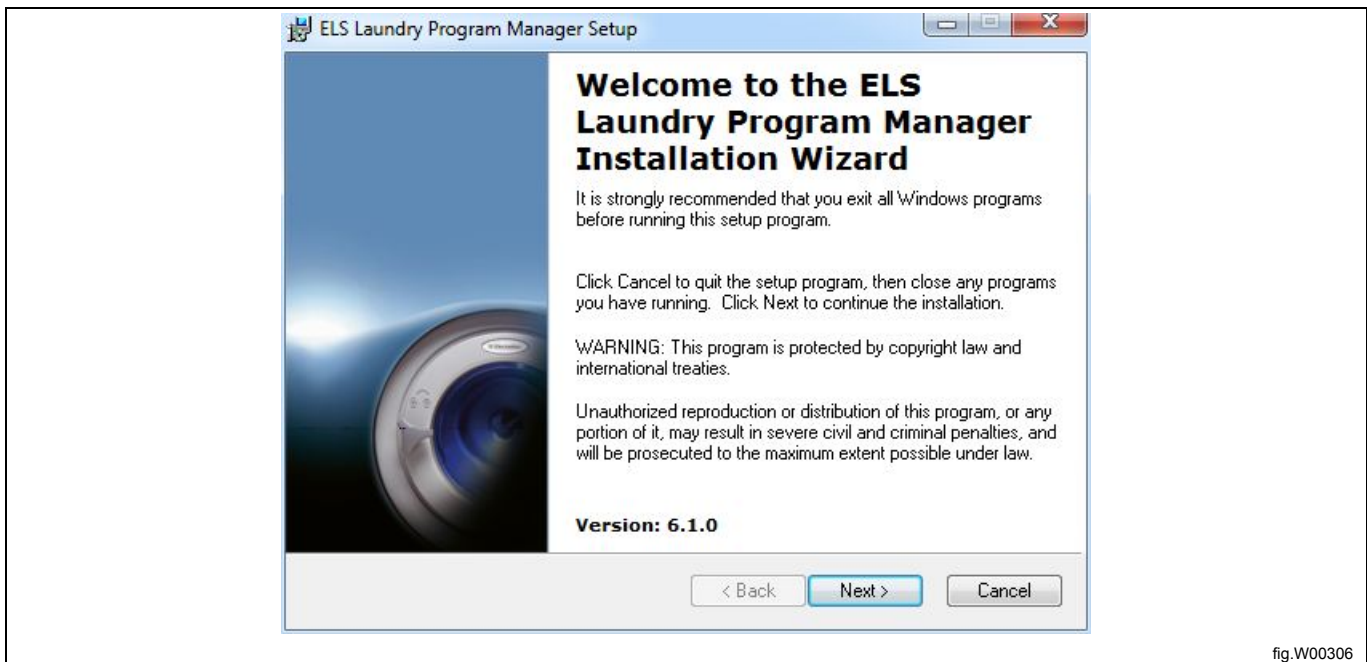 ELS Laundry Program Manager Setup
Welcome to the ELS
Laundry Program Manager
Installation Wizard
It is strongly recommended that you exit all Windows programs
before running this setup program.
Click Cancel to quit the setup program, then close any programs
you have running. Click Next to continue the installation.
WARNING: This program is protected by copyright law and
international treaties.
Unauthorized reproduction or distribution of this program, or any
portion of it, may result in severe civil and criminal penalties, and
will be prosecuted to the maximum extent possible under law.
Version: 6.1.0
< Back Next > Cancel
fig.W00306